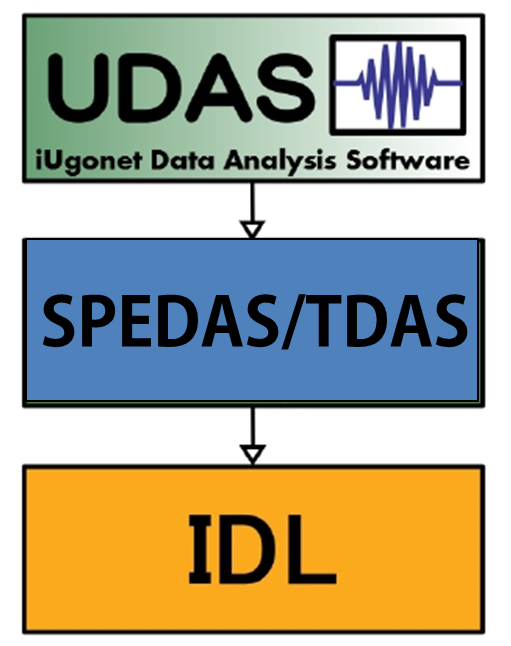 UDAS
iUgonet Data Analysis Software
SPEDAS/TDAS
IDL